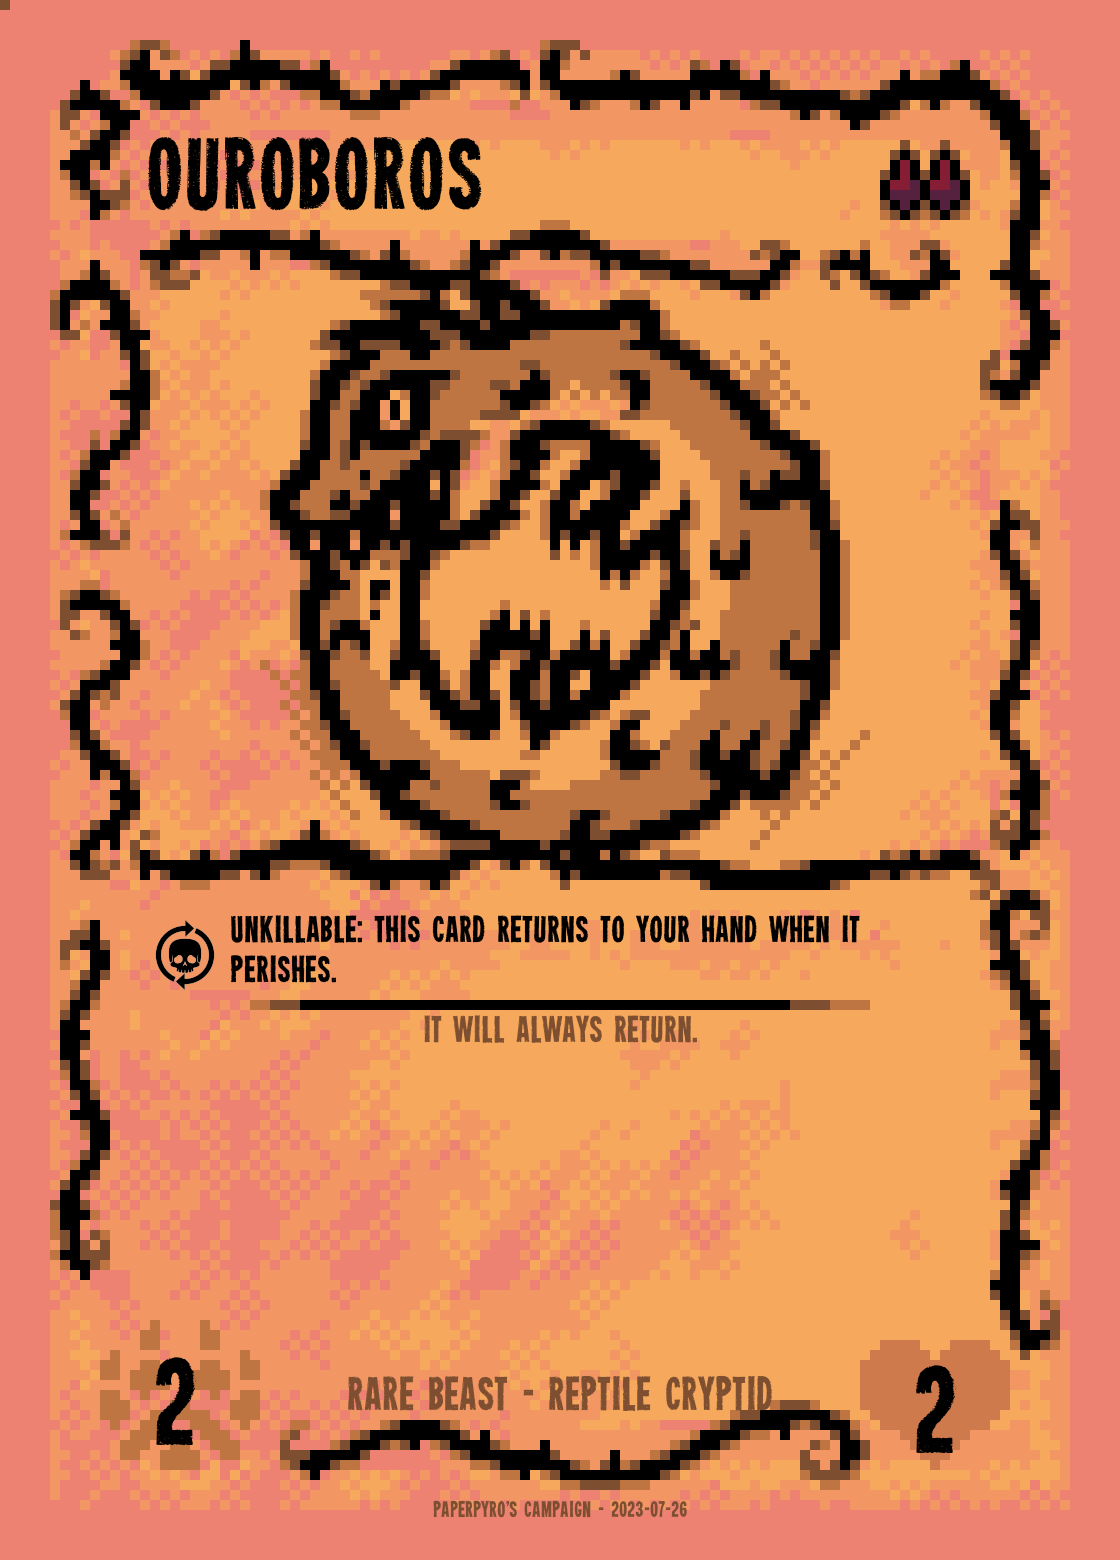 OUROBOROS
UNKILLABLE: THIS CARD RETURNS TO YOUR HAND WHEN IT
PERISHES.
IT WILL ALWAYS RETURN.
2
RARE BEAST - REPTILE CRYPTID
2
PAPERPYRO'S CAMPAIGN - 2023-07-26